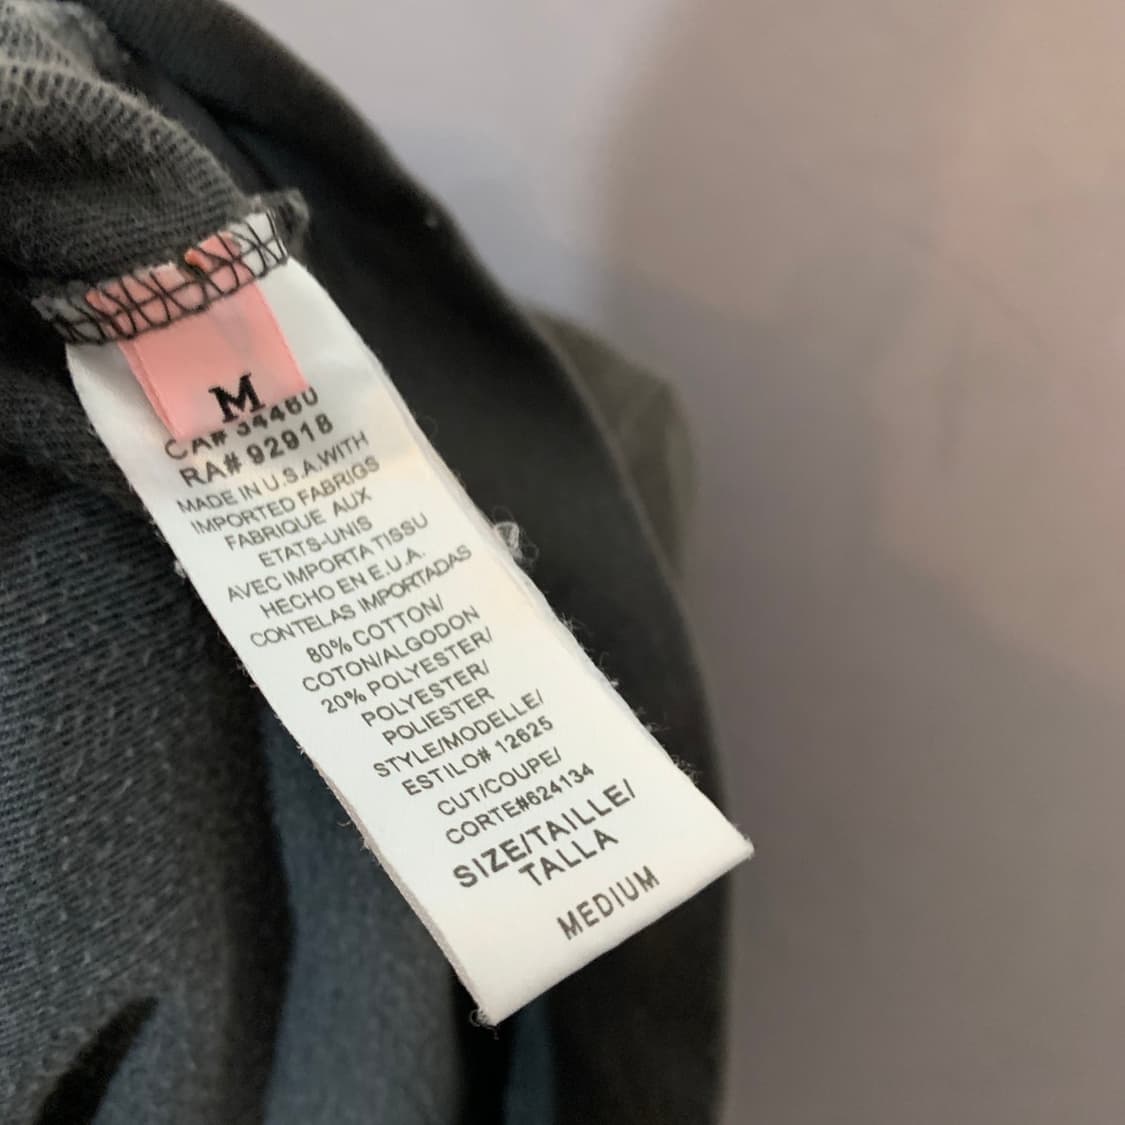 M
CA# 34460
RA# 92918
MADE IN U.S.A.WITH
IMPORTED FABRIGS
FABRIQUE AUX
ETATS-UNIS
AVEC IMPORTA TISSU
HECHO EN E.U.A.
CONTELAS IMPORTADAS
80% COTTON/
COTON/ALGODON
20% POLYESTER/
POLYESTER/
POLIESTER
STYLE/MODELLE/
ESTILO# 12625
CUT/COUPE/
CORTE#624134
SIZE/TAILLE/
TALLA
MEDIUM